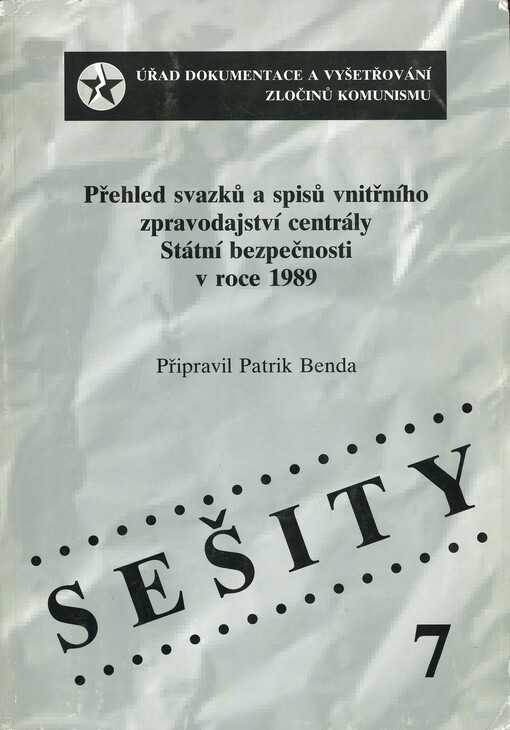 ÚŘAD DOKUMENTACE A VYŠETŘOVÁNÍ
ZLOČINŮ KOMUNISMU
Přehled svazků a spisů vnitřního
zpravodajství centrály
Státní bezpečnosti
v roce 1989
Připravil Patrik Benda
SEŠITY
7